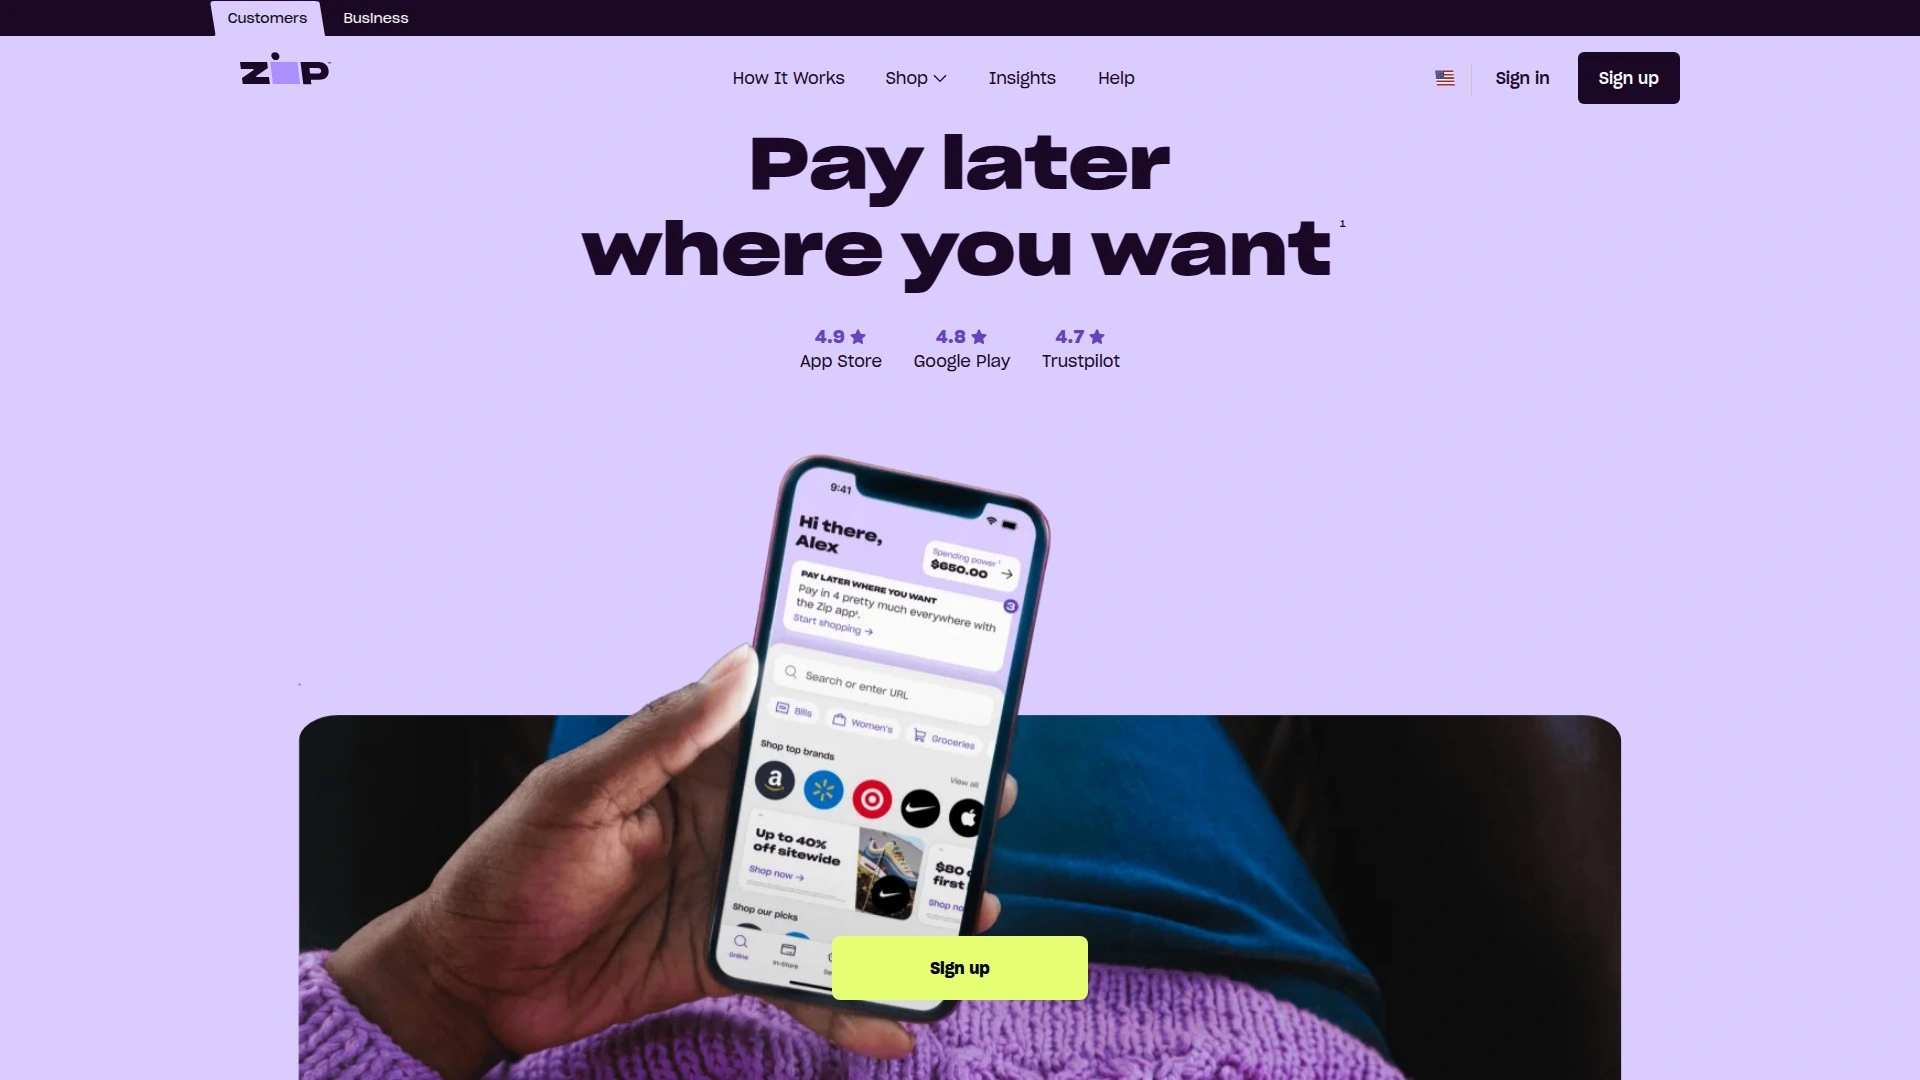 Customers
Business
zip
How It Works
Shop
Insights
Help
Sign in
Sign up
Pay later
where you want 1
4.9
App Store
4.8
Google Play
4.7
Trustpilot
9:41
Hi there,
Alex
Spending power¹
$650.00
PAY LATER WHERE YOU WANT
Pay in 4 pretty much everywhere with
the Zip app
Start shopping
3
Search or enter URL
Bills
Women's
Groceries
Shop top brands
View all
a
Up to 40%
off sitewide
Shop now
$80
first
Shop no
Shop our picks
Online
In-Store
Sign up